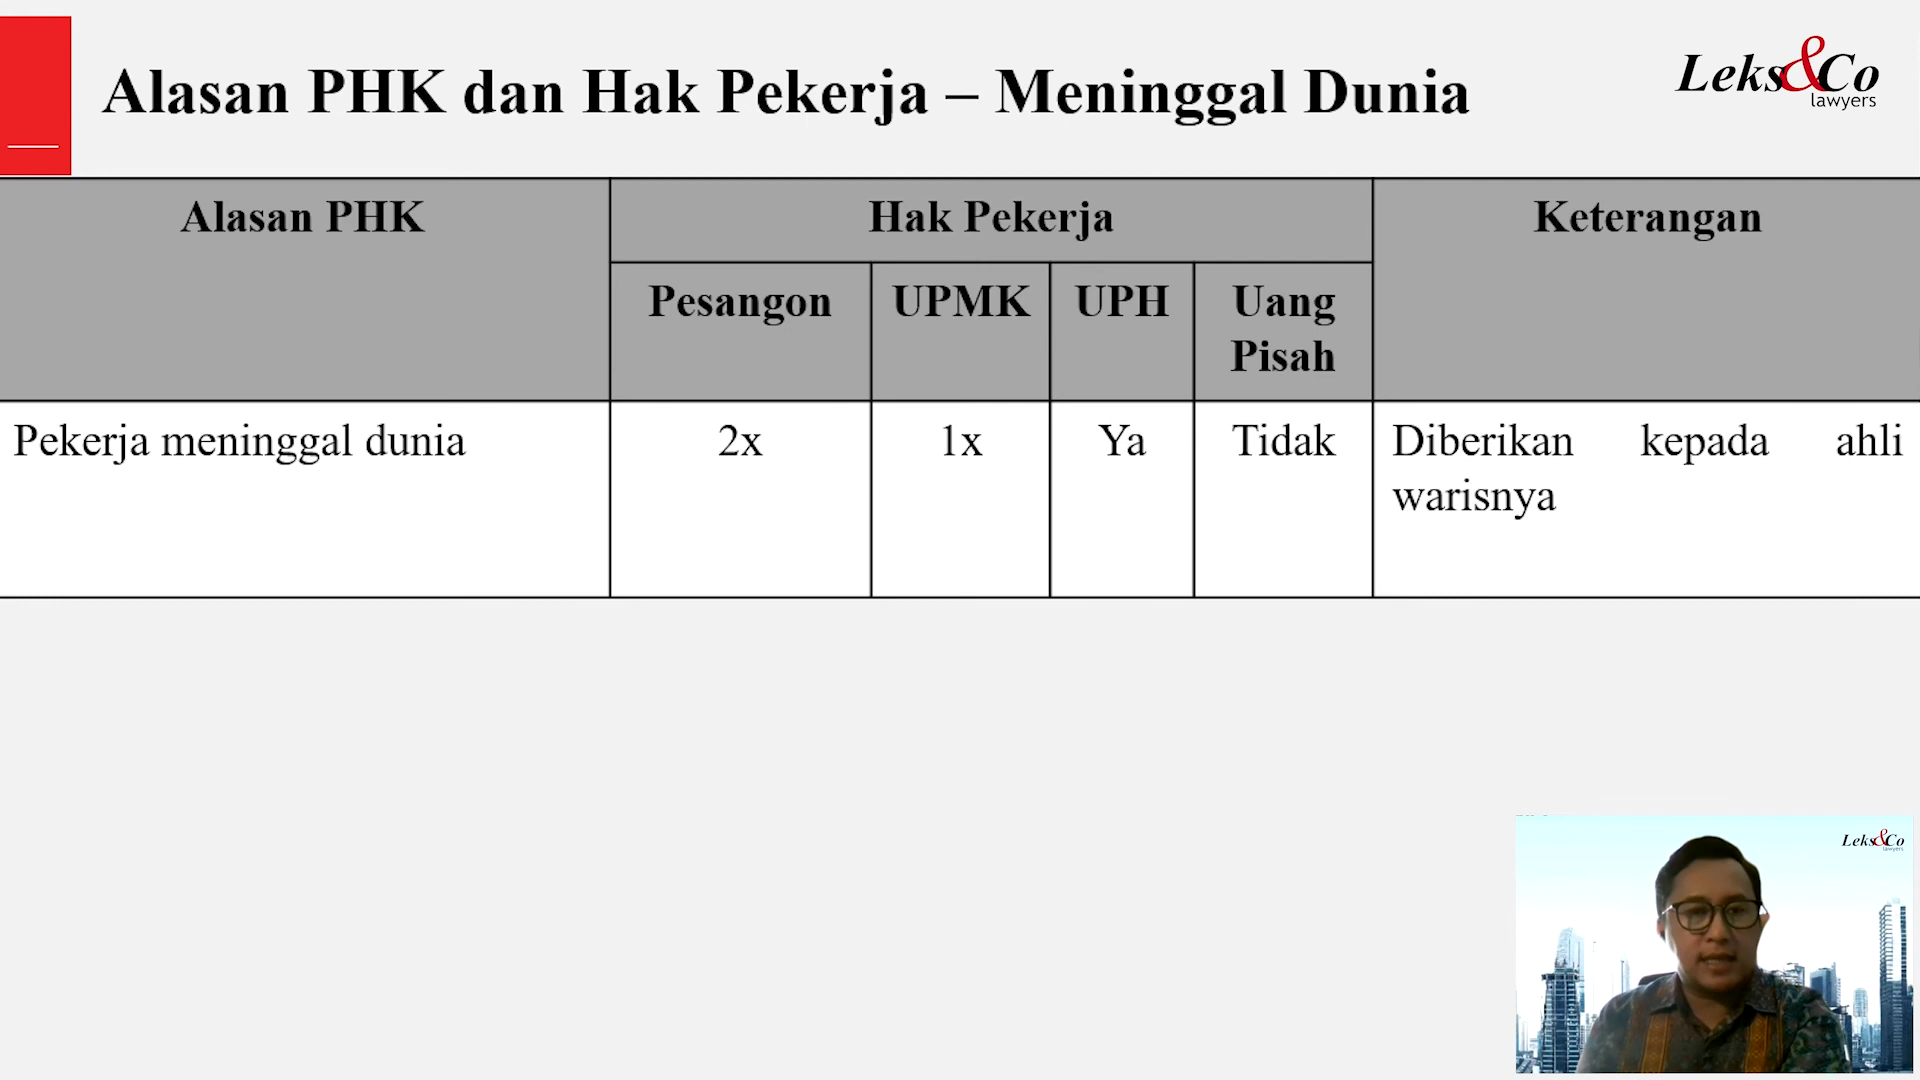 Alasan PHK dan Hak Pekerja – Meninggal Dunia
Leks&Co
lawyers
Alasan PHK
Hak Pekerja
Keterangan
Pesangon
UPMK
UPH
Uang
Pisah
Pekerja meninggal dunia
2x
1x
Ya
Tidak
Diberikan kepada ahli
warisnya
Leks&Co
lawyers